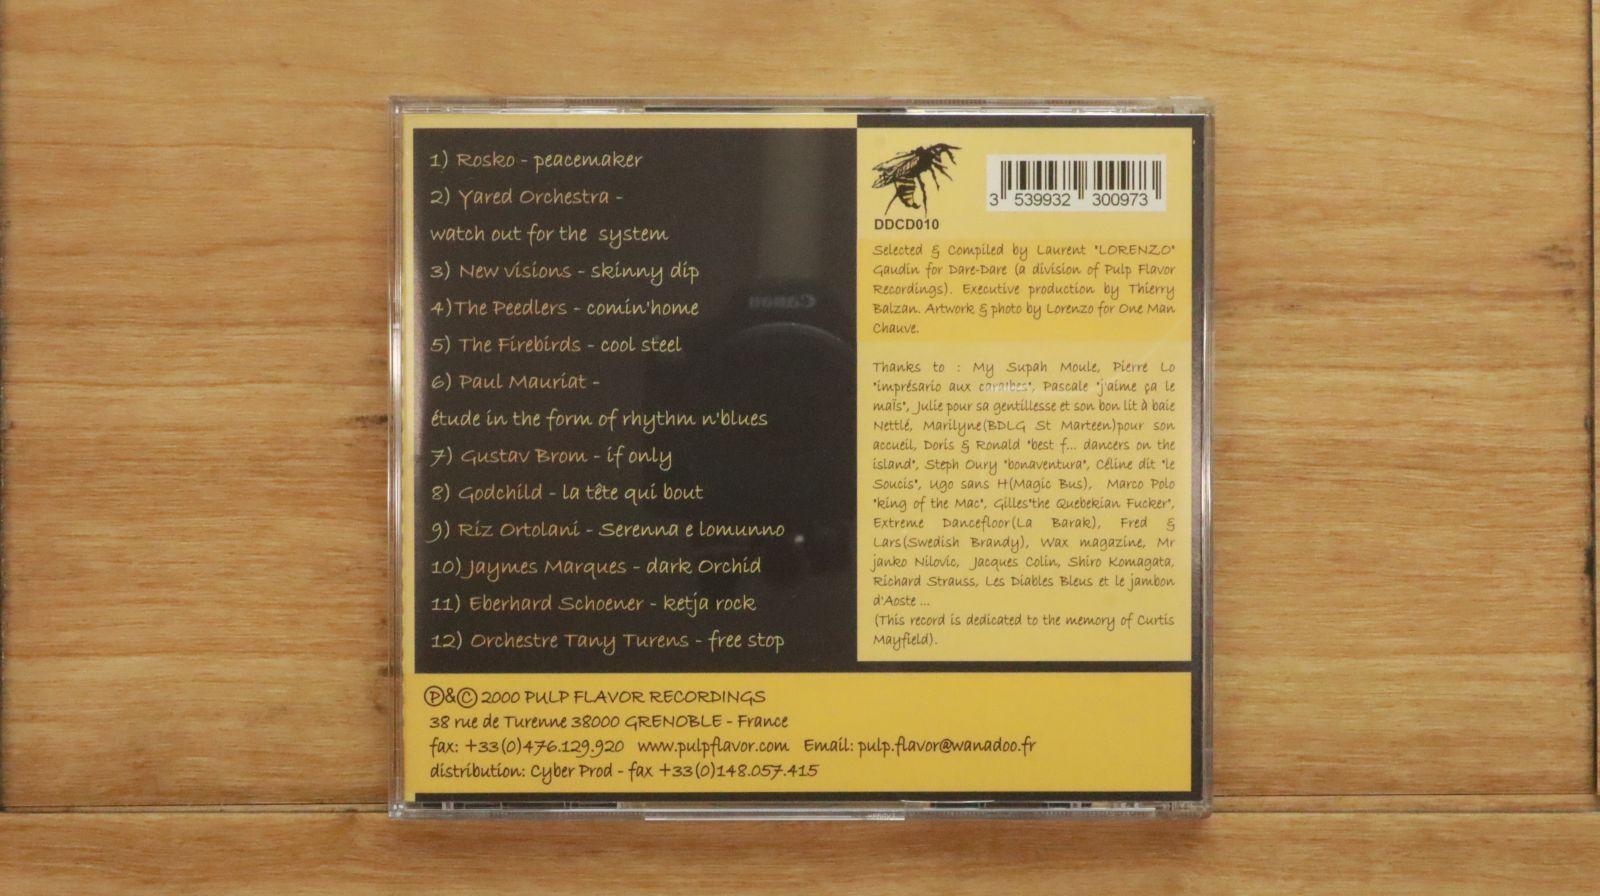 1) Rosko - peacemaker
2) Yared Orchestra -
watch out for the system
3) New visions - skinny dip
4)The Peedlers - comin'home
5) The Firebirds - cool steel
6) Paul Mauriat -
étude in the form of rhythm n'blues
7) Gustav Brom - if only
8) Godchild - la tête qui bout
9) Riz Ortolani - Serenna e lomunno
10) Jaymes Marques - dark Orchid
11) Eberhard Schoener - ketja rock
12) Orchestre Tany Turens - free stop
DDCD010
3 539932 300973
Selected & Compiled by Laurent "LORENZO"
Gaudin for Dare-Dare (a division of Pulp Flavor
Recordings). Executive production by Thierry
Balzan. Artwork & photo by Lorenzo for One Man
Chauve.
Thanks to : My Supah Moule, Pierre Lo
"imprésario aux caraïbes", Pascale "j'aime ça le
maïs", Julie pour sa gentillesse et son bon lit à baie
Nettlé, Marilyne(BDLG St Marteen)pour son
accueil, Doris & Ronald "best f... dancers on the
island", Steph Oury "bonaventura", Céline dit "le
Soucis", Ugo sans H(Magic Bus), Marco Polo
"king of the Mac", Gilles"the Quebekian Fucker",
Extreme Dancefloor(La Barak), Fred &
Lars(Swedish Brandy), Wax magazine, Mr
janko Nilovic, Jacques Colin, Shiro Komagata,
Richard Strauss, Les Diables Bleus et le jambon
d'Aoste ...
(This record is dedicated to the memory of Curtis
Mayfield).
Ⓟ&© 2000 PULP FLAVOR RECORDINGS
38 rue de Turenne 38000 GRENOBLE - France
fax: +33(0)476.129.920 www.pulpflavor.com Email: pulp.flavor@wanadoo.fr
distribution: Cyber Prod - fax +33(0)148.057.415
Canon